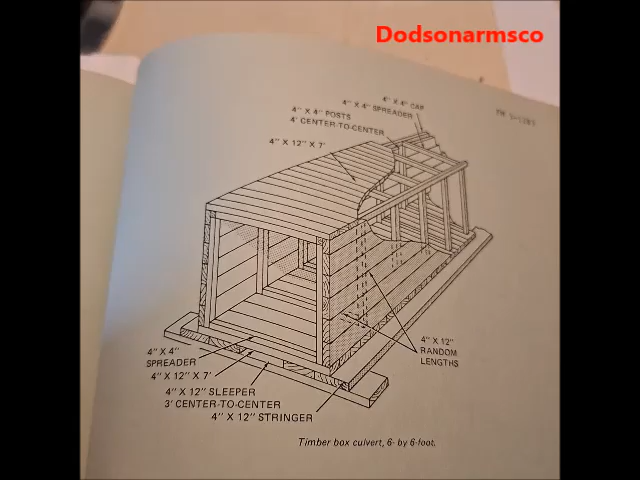 Dodsonarmsco
4" X 4" CAP
4" X 4" SPREADER
4" X 4" POSTS
4' CENTER-TO-CENTER
4" X 12" X 7'
4" X 12"
RANDOM
LENGTHS
4" X 4"
SPREADER
4" X 12" X 7'
4" X 12" SLEEPER
3' CENTER-TO-CENTER
4" X 12" STRINGER
Timber box culvert, 6- by 6-foot.